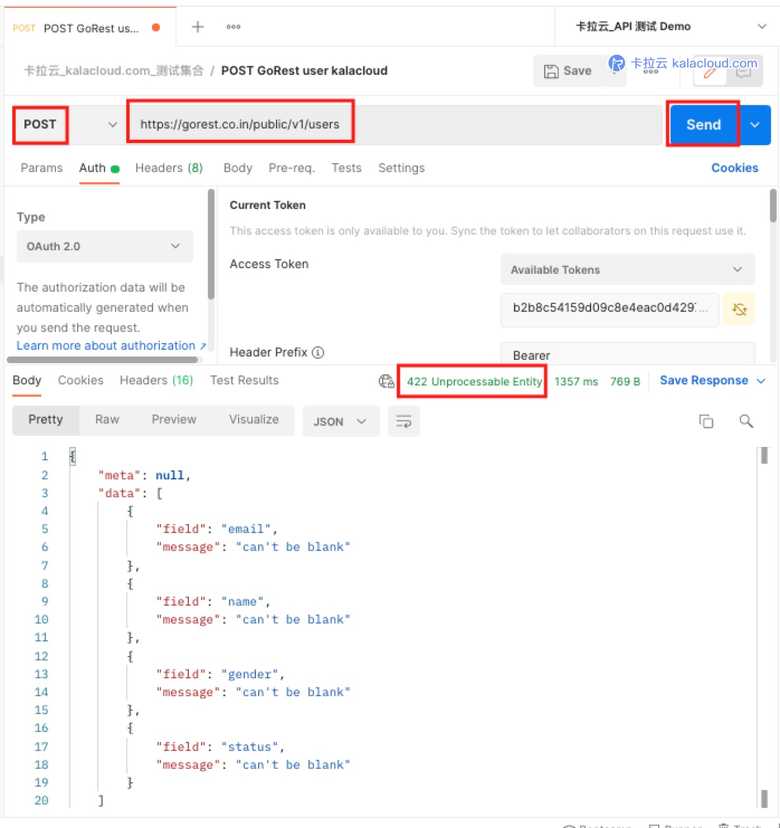 POST POST GoRest us... 卡拉云_API 测试 Demo
卡拉云_kalacloud.com_测试集合 / POST GoRest user kalacloud Save 卡拉云 kalacloud.com
POST https://gorest.co.in/public/v1/users Send
Params Auth Headers (8) Body Pre-req. Tests Settings Cookies
Type
OAuth 2.0
The authorization data will be
automatically generated when
you send the request.
Learn more about authorization ↗
Current Token
This access token is only available to you. Sync the token to let collaborators on this request use it.
Access Token Available Tokens
b2b8c54159d09c8e4eac0d429...
Header Prefix Bearer
Body Cookies Headers (16) Test Results 422 Unprocessable Entity 1357 ms 769 B Save Response
Pretty Raw Preview Visualize JSON
1 {
2 "meta": null,
3 "data": [
4 {
5 "field": "email",
6 "message": "can't be blank"
7 },
8 {
9 "field": "name",
10 "message": "can't be blank"
11 },
12 {
13 "field": "gender",
14 "message": "can't be blank"
15 },
16 {
17 "field": "status",
18 "message": "can't be blank"
19 }
20 ]